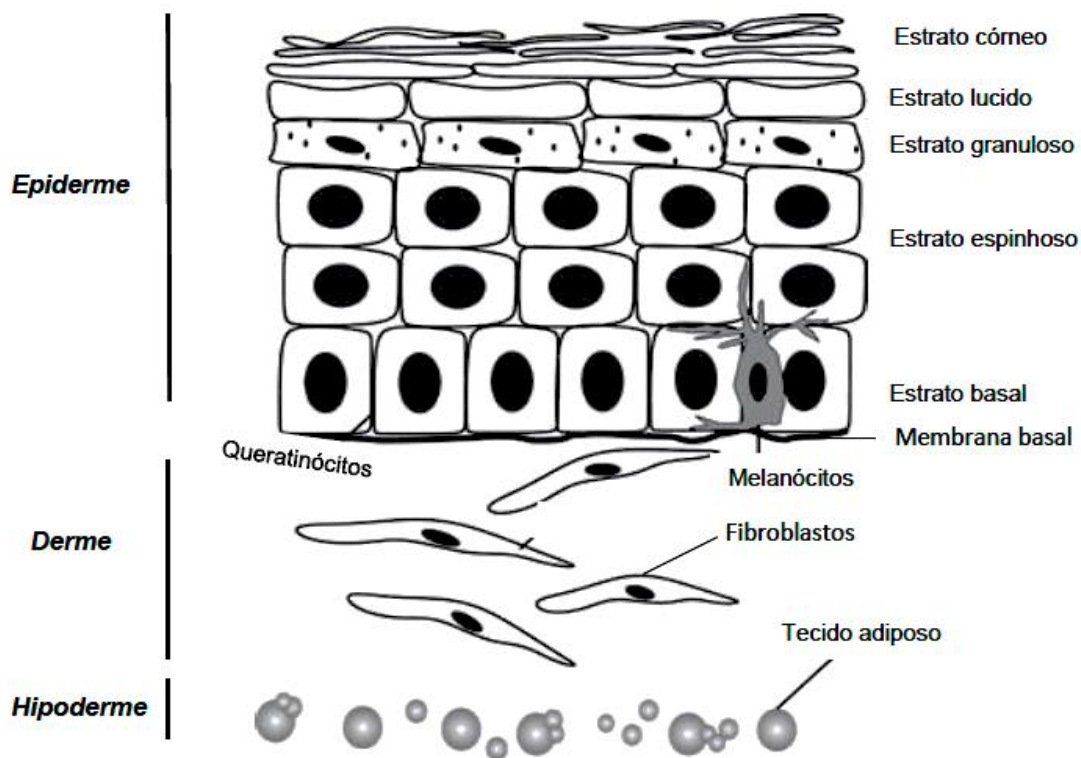 Estrato córneo
Estrato lucido
Estrato granuloso
Epiderme
Estrato espinhoso
Estrato basal
Membrana basal
Queratinócitos
Melanócitos
Fibroblastos
Derme
Tecido adiposo
Hipoderme